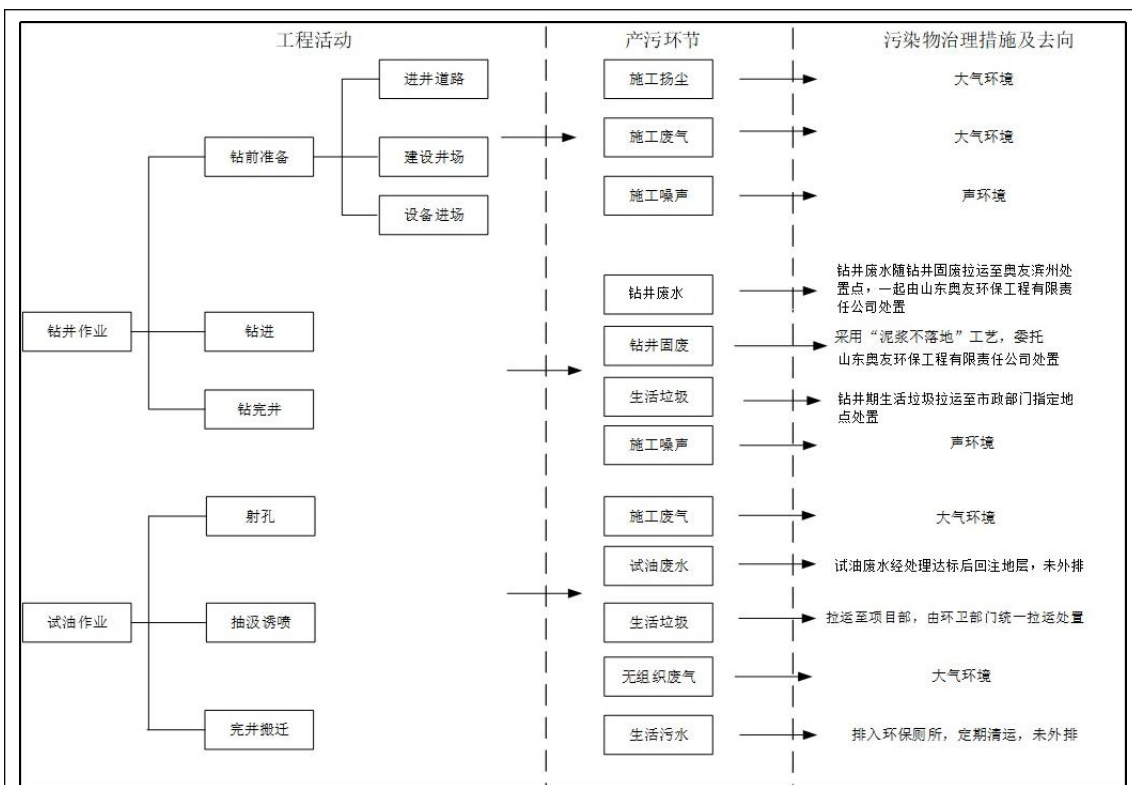 工程活动
产污环节
污染物治理措施及去向
进井道路
钻前准备
建设井场
设备进场
钻井作业
钻进
钻完井
射孔
试油作业
抽汲诱喷
完井搬迁
施工扬尘
大气环境
施工废气
大气环境
施工噪声
声环境
钻井废水
钻井废水随钻井固废拉运至奥友滨州处
置点，一起由山东奥友环保工程有限责
任公司处置
钻井固废
采用“泥浆不落地”工艺，委托
山东奥友环保工程有限责任公司处置
生活垃圾
钻井期生活垃圾拉运至市政部门指定地
点处置
施工噪声
声环境
施工废气
大气环境
试油废水
试油废水经处理达标后回注地层，未外排
生活垃圾
拉运至项目部，由环卫部门统一拉运处置
无组织废气
大气环境
生活污水
排入环保厕所，定期清运，未外排